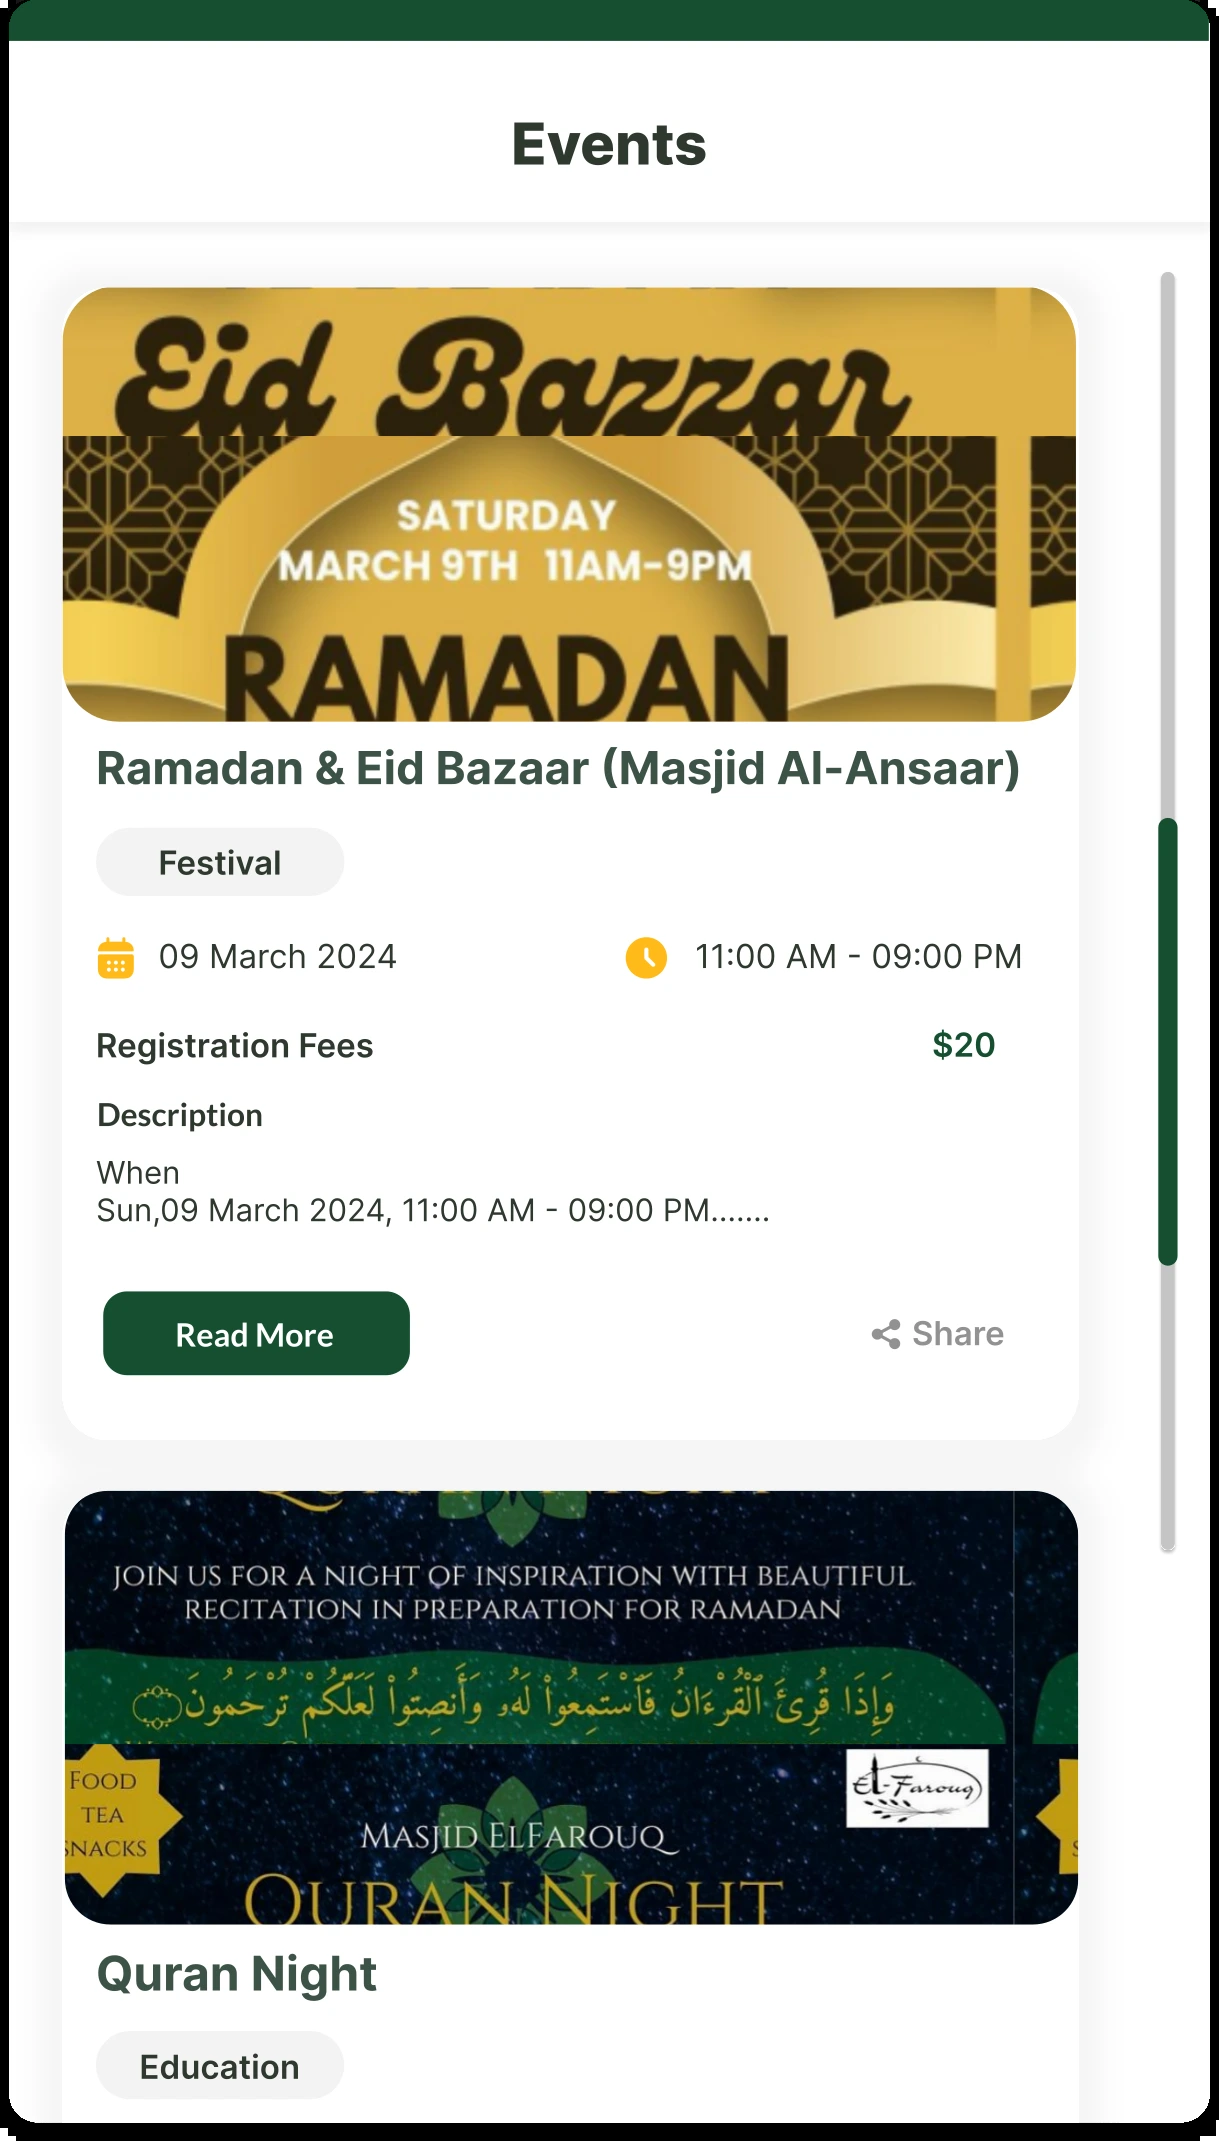 Events
Eid Bazzar
SATURDAY
MARCH 9TH 11AM-9PM
RAMADAN
Ramadan & Eid Bazaar (Masjid Al-Ansaar)
Festival
09 March 2024
11:00 AM - 09:00 PM
Registration Fees
$20
Description
When
Sun,09 March 2024, 11:00 AM - 09:00 PM.......
Read More
Share
JOIN US FOR A NIGHT OF INSPIRATION WITH BEAUTIFUL
RECITATION IN PREPARATION FOR RAMADAN
وَإِذَا قُرِئَ ٱلْقُرْءَانُ فَٱسْتَمِعُوا۟ لَهُۥ وَأَنصِتُوا۟ لَعَلَّكُمْ تُرْحَمُونَ
FOOD
TEA
SNACKS
El-Farouq
MASJID ELFAROUQ
QURAN NIGHT
Quran Night
Education